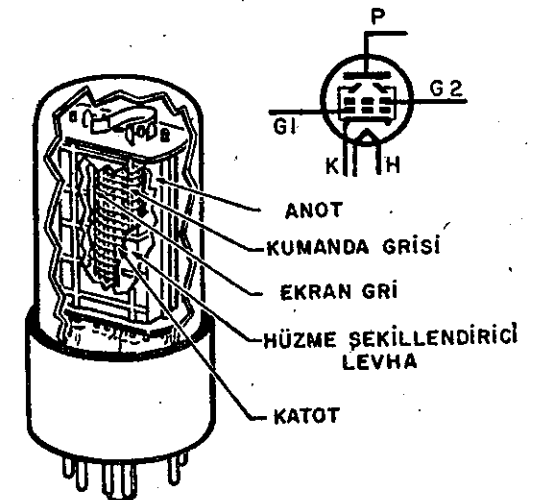 P
G2
G1
K
H
ANOT
KUMANDA GRİSİ
EKRAN GRİ
HÜZME ŞEKİLLENDİRİCİ
LEVHA
KATOT